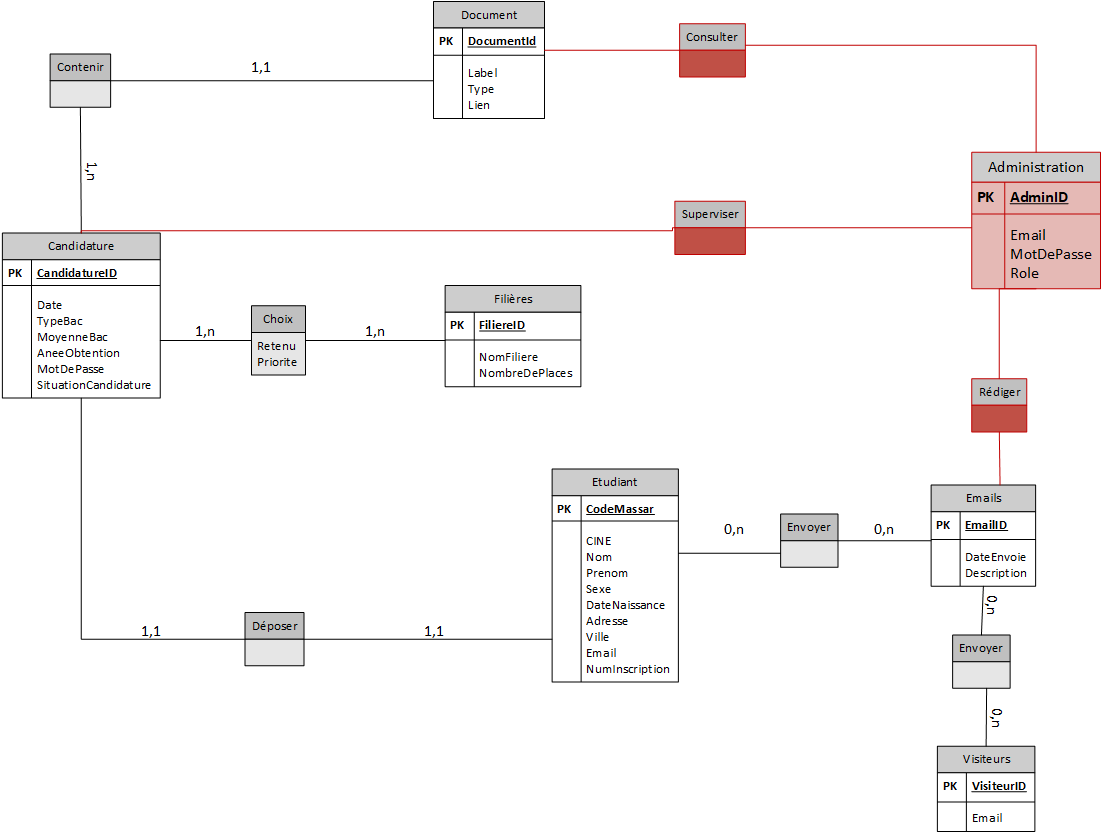 Document
PK DocumentId
Label
Type
Lien
Consulter
Contenir
1,1
1,n
Administration
PK AdminID
Email
MotDePasse
Role
Superviser
Candidature
PK CandidatureID
Date
TypeBac
MoyenneBac
AneeObtention
MotDePasse
SituationCandidature
1,n
Choix
Retenu
Priorite
1,n
Filières
PK FiliereID
NomFiliere
NombreDePlaces
Rédiger
Etudiant
PK CodeMassar
CINE
Nom
Prenom
Sexe
DateNaissance
Adresse
Ville
Email
NumInscription
0,n
Envoyer
0,n
Emails
PK EmailID
DateEnvoie
Description
1,1
Déposer
1,1
0,n
Envoyer
0,n
Visiteurs
PK VisiteurID
Email